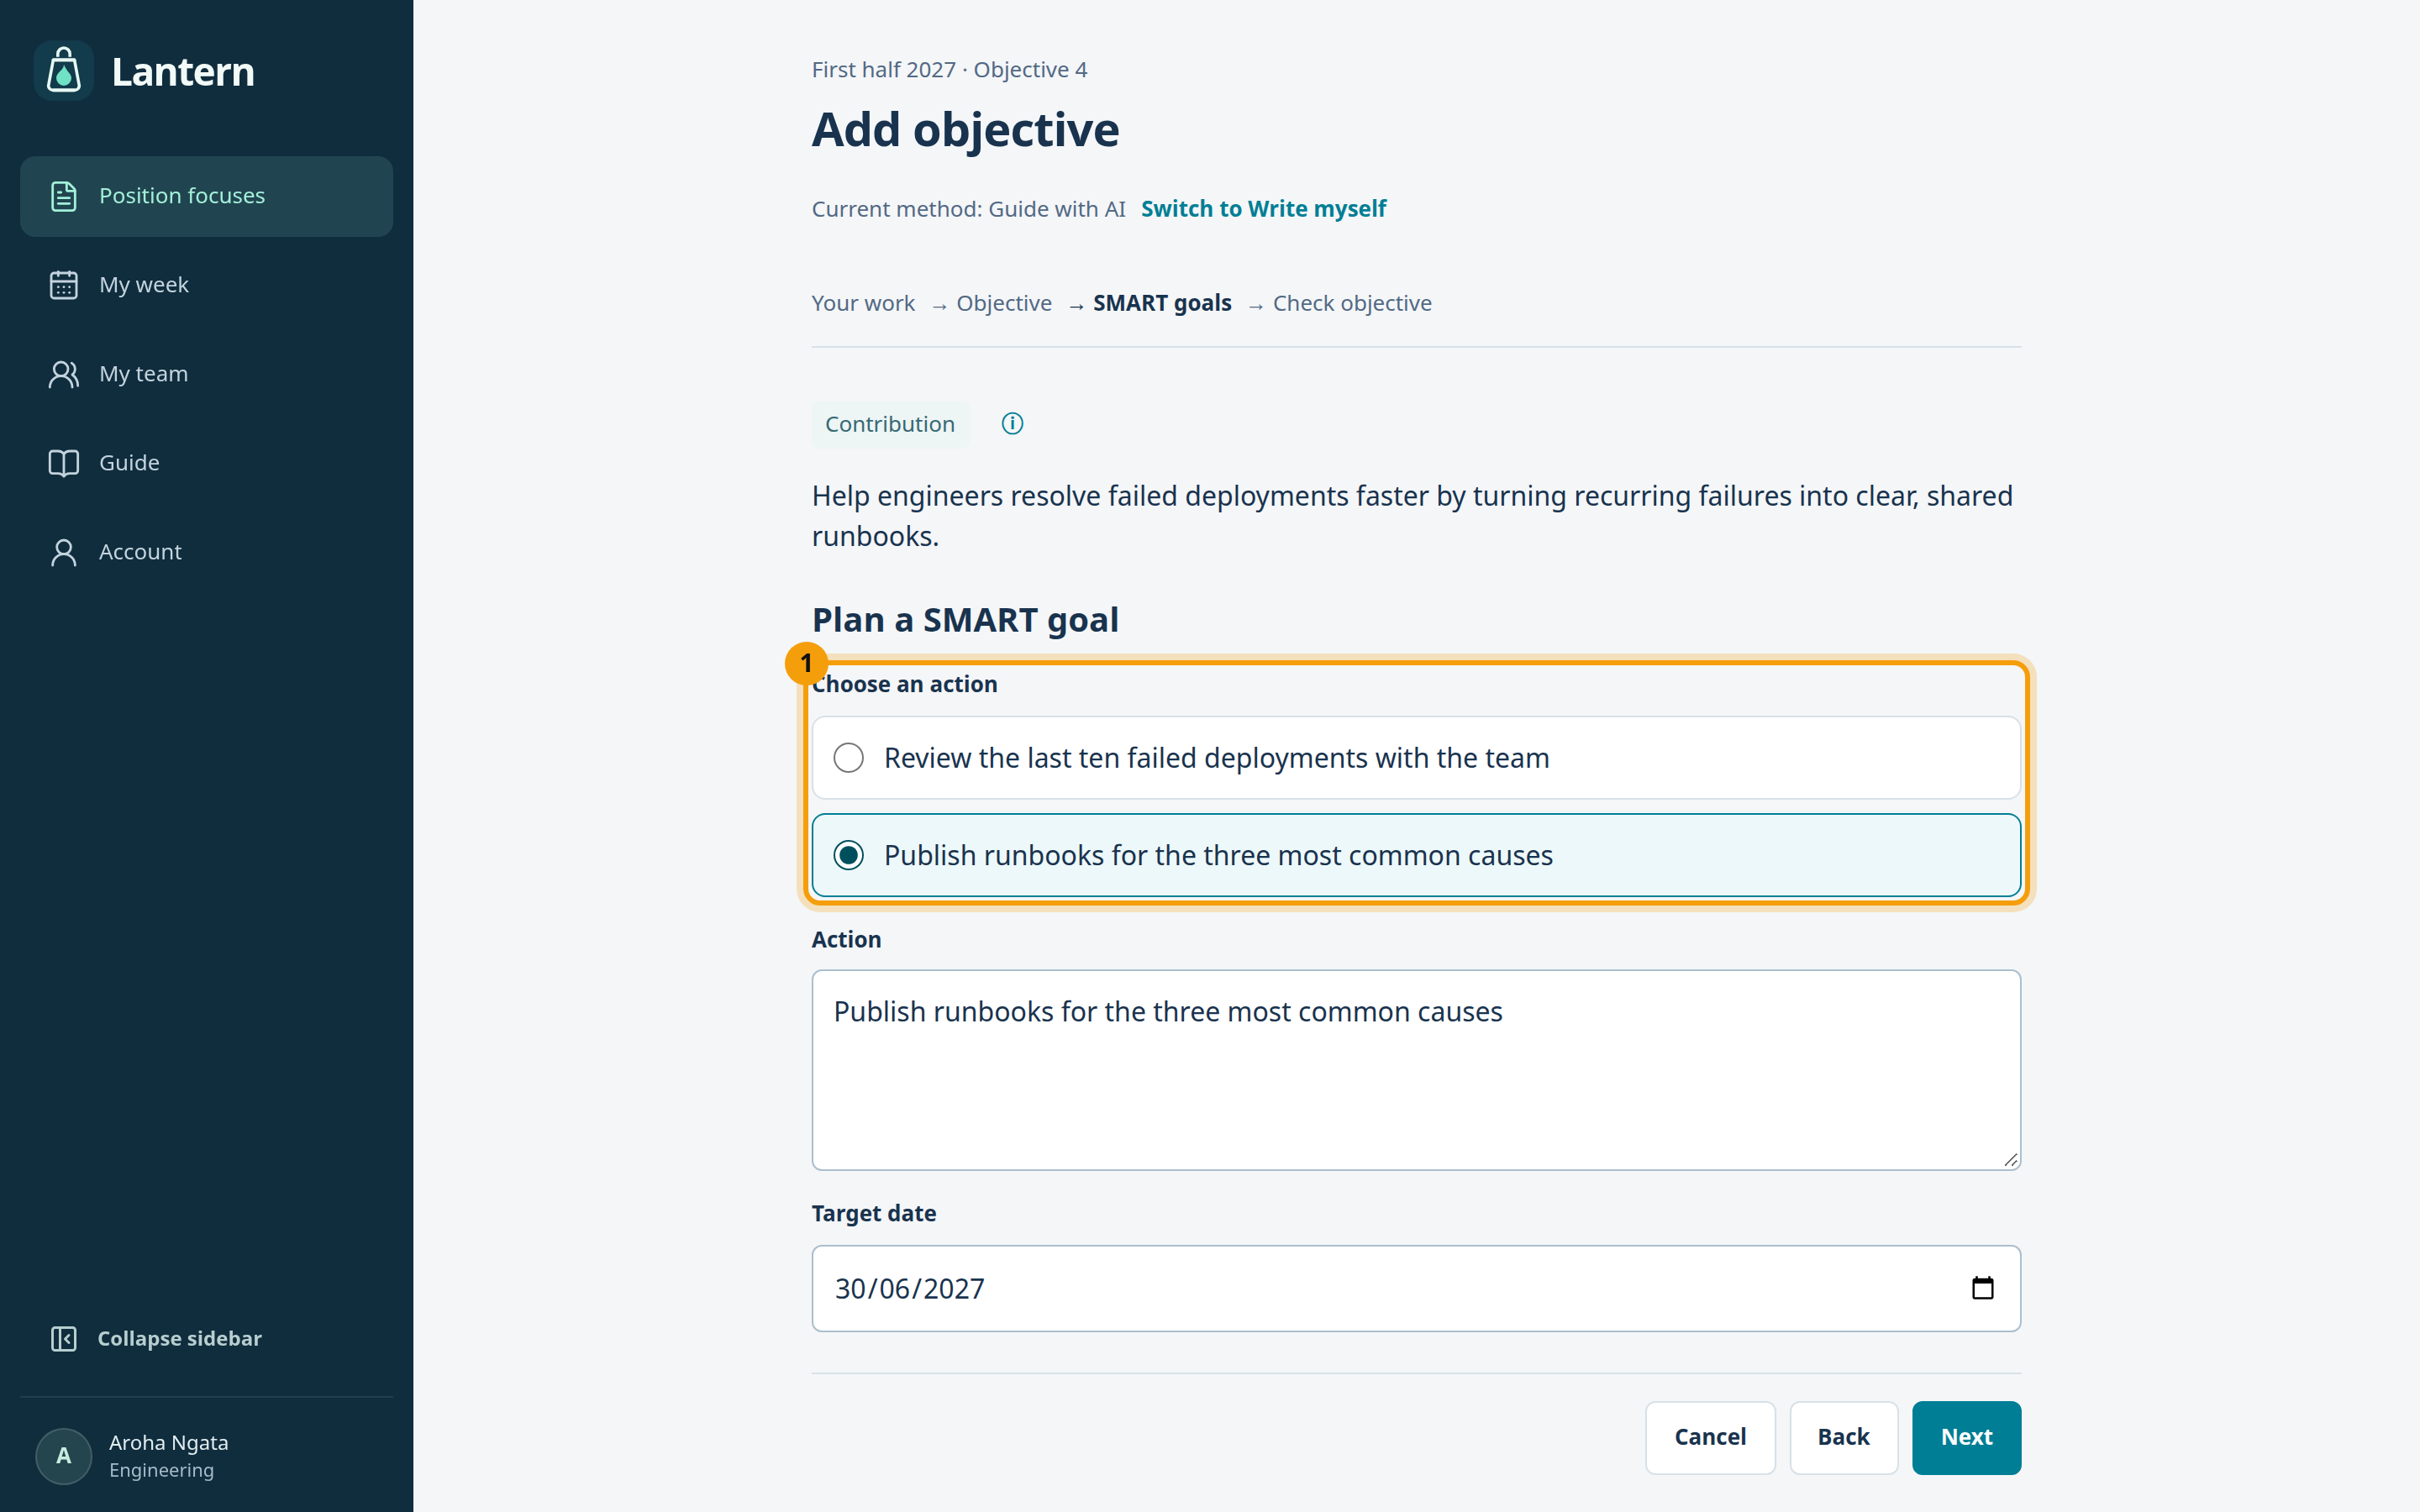 Lantern
Position focuses
My week
My team
Guide
Account
Collapse sidebar
A
Aroha Ngata
Engineering
First half 2027 · Objective 4
Add objective
Current method: Guide with AI Switch to Write myself
Your work → Objective → SMART goals → Check objective
Contribution
Help engineers resolve failed deployments faster by turning recurring failures into clear, shared
runbooks.
Plan a SMART goal
1
Choose an action
Review the last ten failed deployments with the team
Publish runbooks for the three most common causes
Action
Publish runbooks for the three most common causes
Target date
30/06/2027
Cancel Back Next